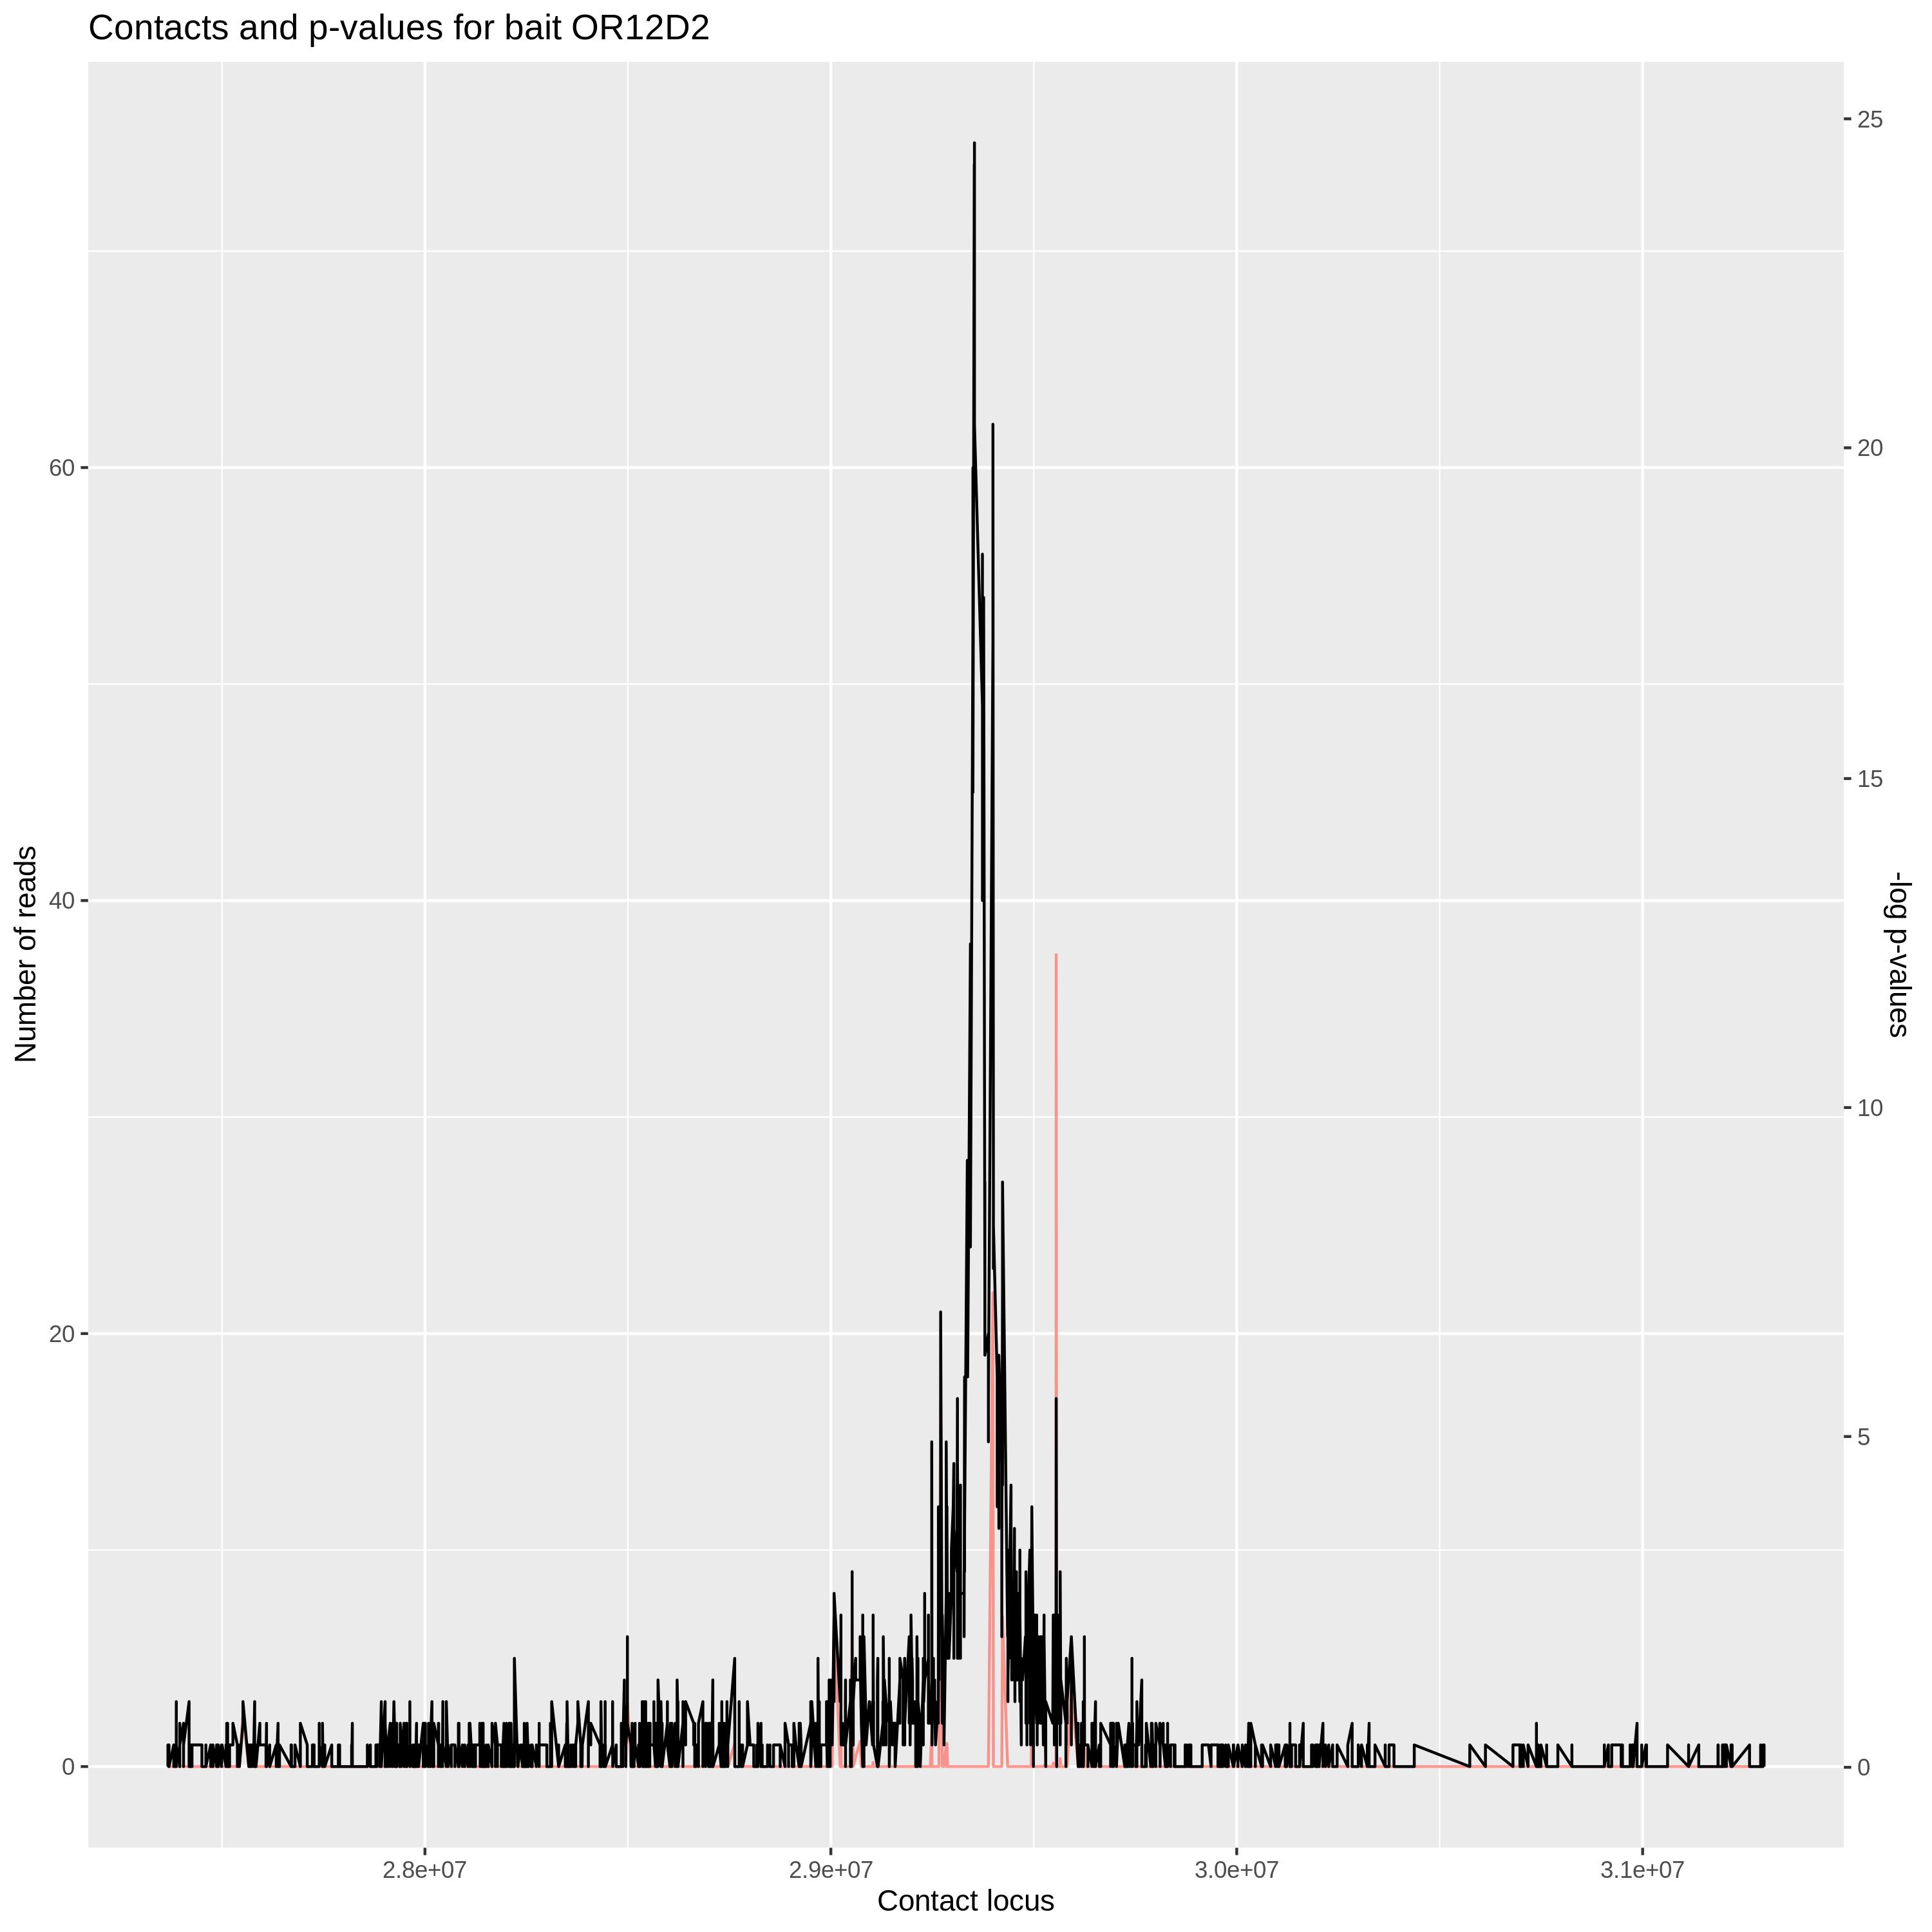 Contacts and p-values for bait OR12D2
Number of reads
60
40
20
0
25
20
15
10
5
0
-log p-values
2.8e+07 2.9e+07 3.0e+07 3.1e+07
Contact locus